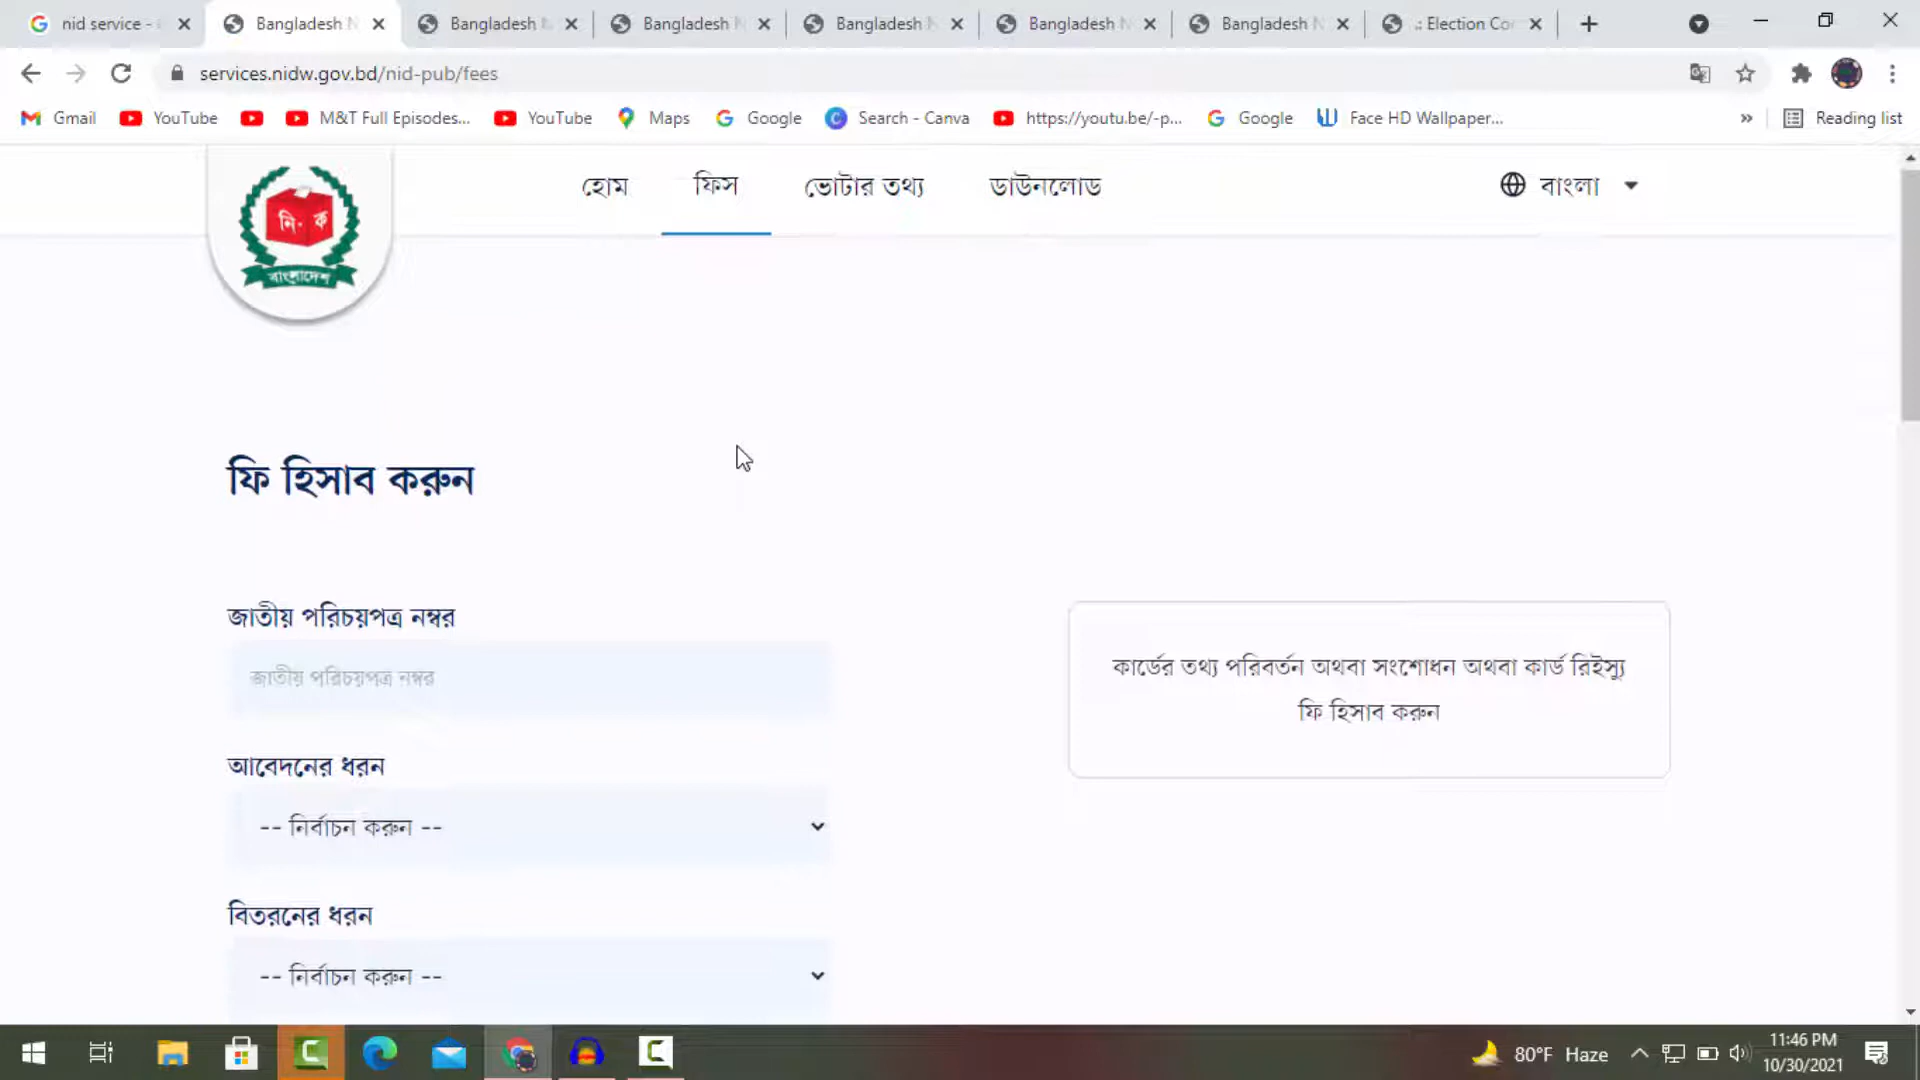 nid service -
Bangladesh N
Bangladesh
Bangladesh N
Bangladesh N
Bangladesh N
Bangladesh N
.: Election Co
services.nidw.gov.bd/nid-pub/fees
Gmail
YouTube
M&T Full Episodes...
YouTube
Maps
Google
Search - Canva
https://youtu.be/-p...
Google
Face HD Wallpaper...
»
Reading list
নি·ক
বাংলাদেশ
হোম
ফিস
ভোটার তথ্য
ডাউনলোড
বাংলা
ফি হিসাব করুন
জাতীয় পরিচয়পত্র নম্বর
জাতীয় পরিচয়পত্র নম্বর
কার্ডের তথ্য পরিবর্তন অথবা সংশোধন অথবা কার্ড রিইস্যু
ফি হিসাব করুন
আবেদনের ধরন
-- নির্বাচন করুন --
বিতরনের ধরন
-- নির্বাচন করুন --
80°F Haze
11:46 PM
10/30/2021